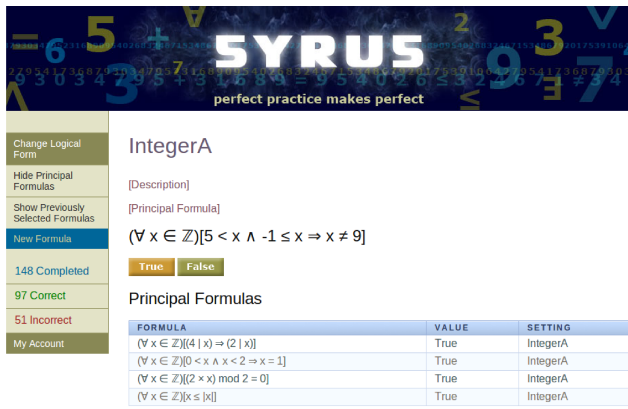 SYRUS
perfect practice makes perfect
Change Logical
Form
Hide Principal
Formulas
Show Previously
Selected Formulas
New Formula
148 Completed
97 Correct
51 Incorrect
My Account
IntegerA
[Description]
[Principal Formula]
(∀ x ∈ ℤ)[5 < x ∧ -1 ≤ x ⇒ x ≠ 9]
True False
Principal Formulas
FORMULA VALUE SETTING
(∀ x ∈ ℤ)[(4 | x) ⇒ (2 | x)] True IntegerA
(∀ x ∈ ℤ)[0 < x ∧ x < 2 ⇒ x = 1] True IntegerA
(∀ x ∈ ℤ)[(2 × x) mod 2 = 0] True IntegerA
(∀ x ∈ ℤ)[x ≤ |x|] True IntegerA